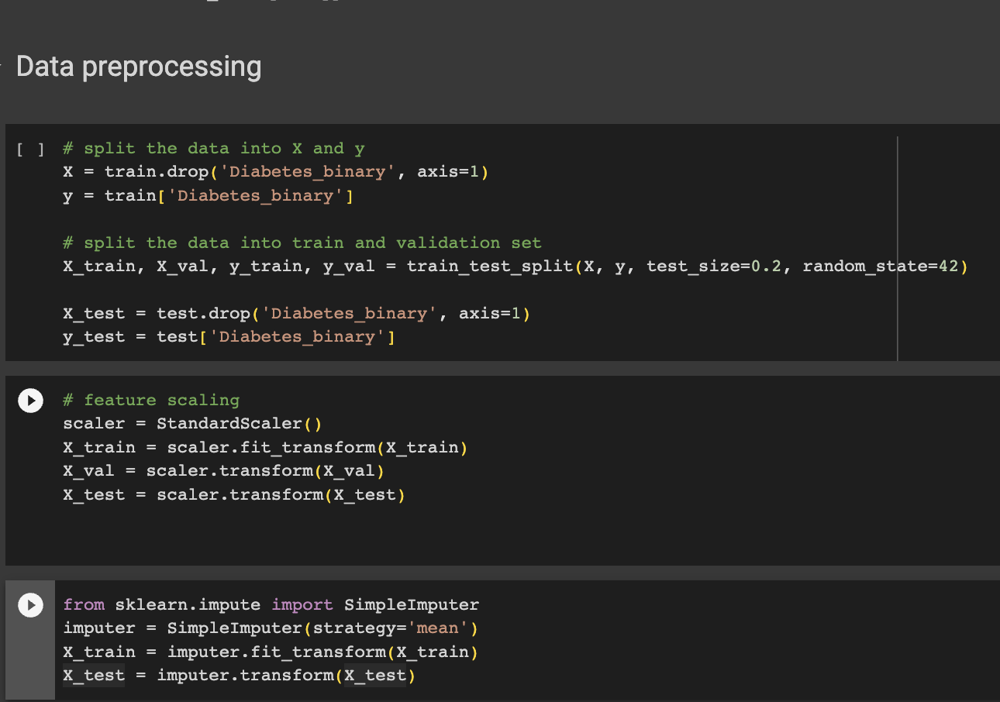 Data preprocessing
[ ] # split the data into X and y
X = train.drop('Diabetes_binary', axis=1)
y = train['Diabetes_binary']
# split the data into train and validation set
X_train, X_val, y_train, y_val = train_test_split(X, y, test_size=0.2, random_state=42)
X_test = test.drop('Diabetes_binary', axis=1)
y_test = test['Diabetes_binary']
# feature scaling
scaler = StandardScaler()
X_train = scaler.fit_transform(X_train)
X_val = scaler.transform(X_val)
X_test = scaler.transform(X_test)
from sklearn.impute import SimpleImputer
imputer = SimpleImputer(strategy='mean')
X_train = imputer.fit_transform(X_train)
X_test = imputer.transform(X_test)